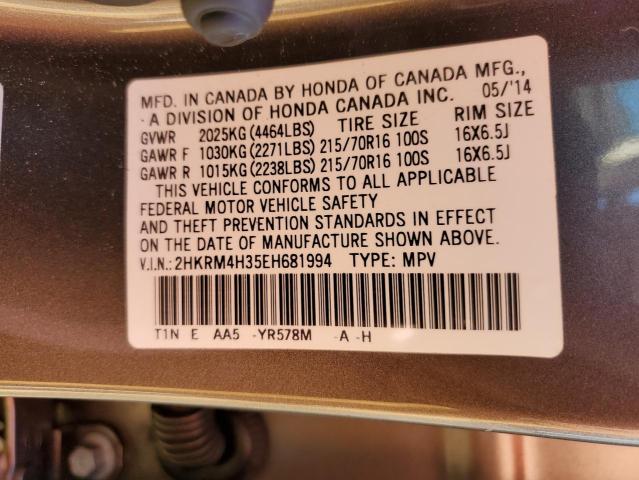 MFD. IN CANADA BY HONDA OF CANADA MFG.,
A DIVISION OF HONDA CANADA INC. 05/'14
GVWR 2025KG(4464LBS) TIRE SIZE RIM SIZE
GAWR F 1030KG(2271LBS) 215/70R16 100S 16X6.5J
GAWR R 1015KG(2238LBS) 215/70R16 100S 16X6.5J
THIS VEHICLE CONFORMS TO ALL APPLICABLE
FEDERAL MOTOR VEHICLE SAFETY
AND THEFT PREVENTION STANDARDS IN EFFECT
ON THE DATE OF MANUFACTURE SHOWN ABOVE.
V.I.N.:2HKRM4H35EH681994 TYPE: MPV
T1N E AA5 -YR578M -A -H